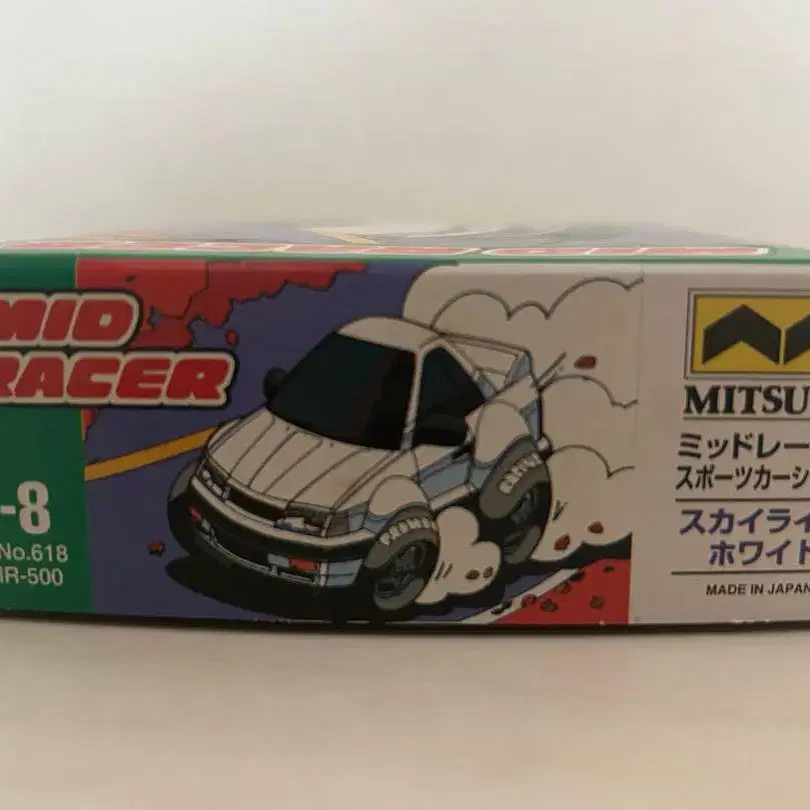 MID
RACER
-8
No.618
MR-500
PROMO
MITSU
ミッドレー
スポーツカーシ
スカイライ
ホワイト
MADE IN JAPAN